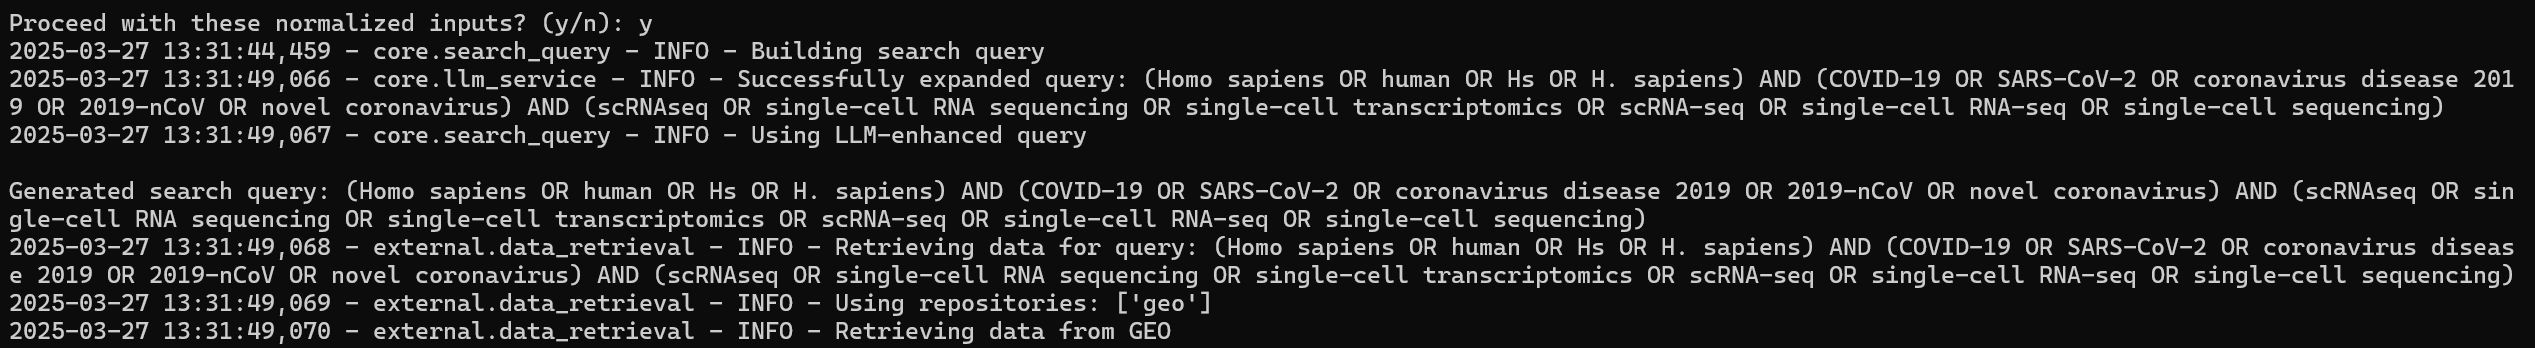 Proceed with these normalized inputs? (y/n): y
2025-03-27 13:31:44,459 - core.search_query - INFO - Building search query
2025-03-27 13:31:49,066 - core.llm_service - INFO - Successfully expanded query: (Homo sapiens OR human OR Hs OR H. sapiens) AND (COVID-19 OR SARS-CoV-2 OR coronavirus disease 201
9 OR 2019-nCoV OR novel coronavirus) AND (scRNAseq OR single-cell RNA sequencing OR single-cell transcriptomics OR scRNA-seq OR single-cell RNA-seq OR single-cell sequencing)
2025-03-27 13:31:49,067 - core.search_query - INFO - Using LLM-enhanced query

Generated search query: (Homo sapiens OR human OR Hs OR H. sapiens) AND (COVID-19 OR SARS-CoV-2 OR coronavirus disease 2019 OR 2019-nCoV OR novel coronavirus) AND (scRNAseq OR sin
gle-cell RNA sequencing OR single-cell transcriptomics OR scRNA-seq OR single-cell RNA-seq OR single-cell sequencing)
2025-03-27 13:31:49,068 - external.data_retrieval - INFO - Retrieving data for query: (Homo sapiens OR human OR Hs OR H. sapiens) AND (COVID-19 OR SARS-CoV-2 OR coronavirus diseas
e 2019 OR 2019-nCoV OR novel coronavirus) AND (scRNAseq OR single-cell RNA sequencing OR single-cell transcriptomics OR scRNA-seq OR single-cell RNA-seq OR single-cell sequencing)
2025-03-27 13:31:49,069 - external.data_retrieval - INFO - Using repositories: ['geo']
2025-03-27 13:31:49,070 - external.data_retrieval - INFO - Retrieving data from GEO